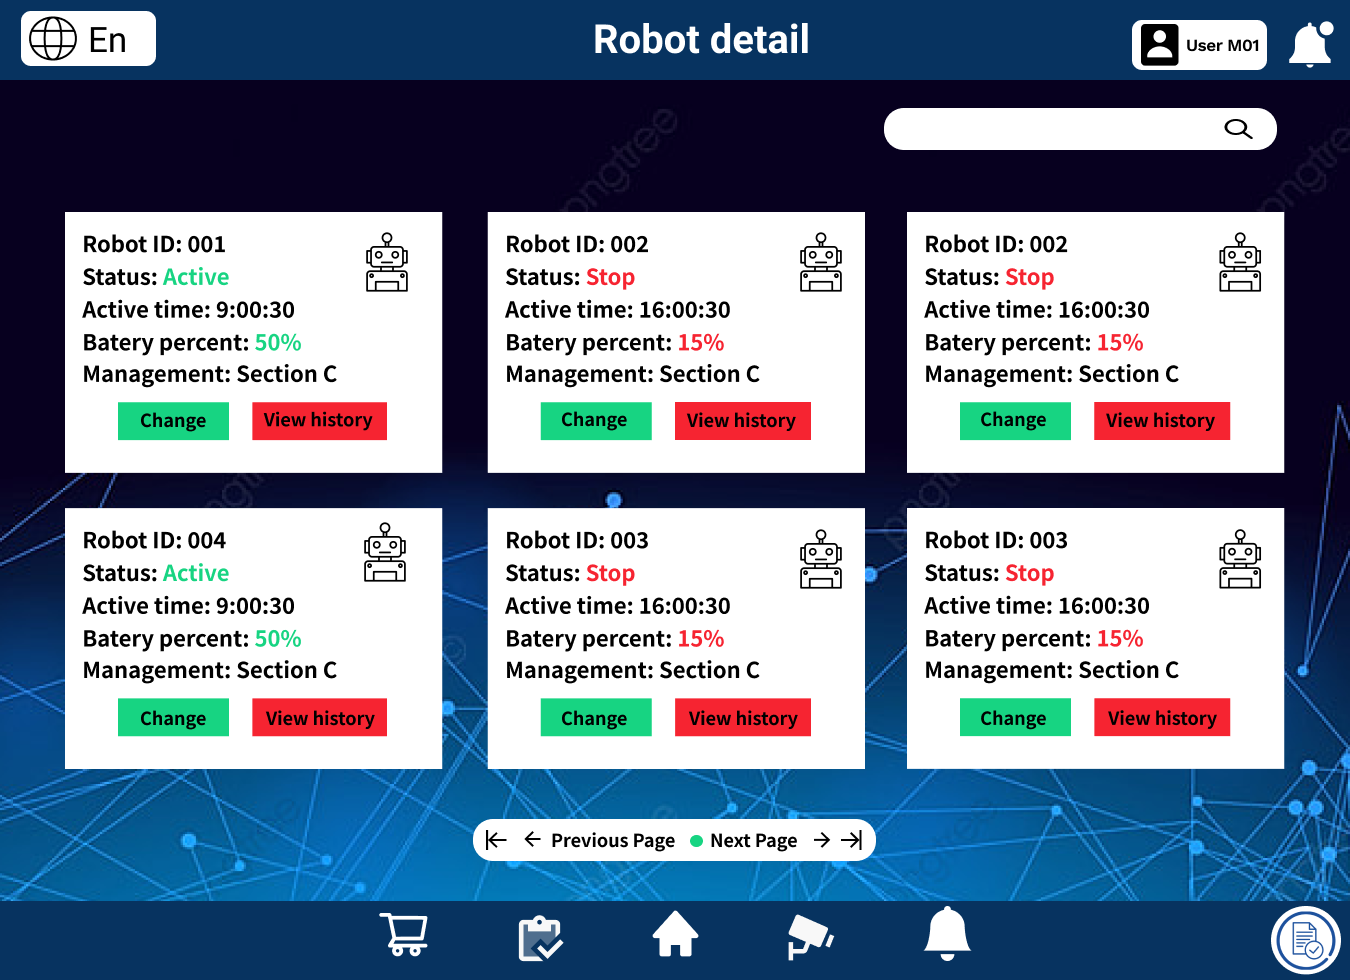 En
Robot detail
User M01
Robot ID: 001
Status: Active
Active time: 9:00:30
Batery percent: 50%
Management: Section C
Change
View history
Robot ID: 002
Status: Stop
Active time: 16:00:30
Batery percent: 15%
Management: Section C
Change
View history
Robot ID: 002
Status: Stop
Active time: 16:00:30
Batery percent: 15%
Management: Section C
Change
View history
Robot ID: 004
Status: Active
Active time: 9:00:30
Batery percent: 50%
Management: Section C
Change
View history
Robot ID: 003
Status: Stop
Active time: 16:00:30
Batery percent: 15%
Management: Section C
Change
View history
Robot ID: 003
Status: Stop
Active time: 16:00:30
Batery percent: 15%
Management: Section C
Change
View history
Previous Page
Next Page